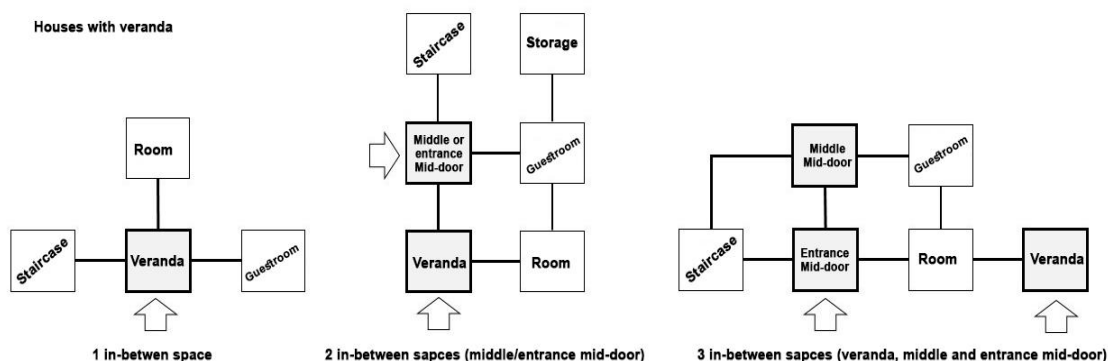 Houses with veranda
Room
Staircase
Veranda
Guestroom
1 in-betwen space
Staircase
Storage
Middle or
entrance
Mid-door
Guestroom
Veranda
Room
2 in-between sapces (middle/entrance mid-door)
Middle
Mid-door
Guestroom
Staircase
Entrance
Mid-door
Room
Veranda
3 in-between sapces (veranda, middle and entrance mid-door)